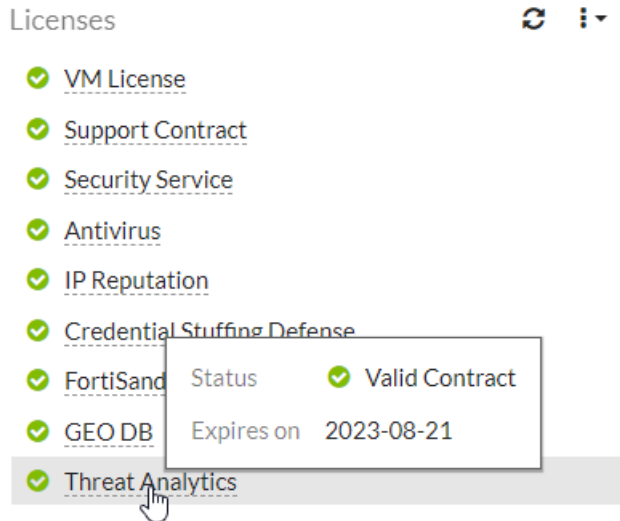 Licenses
VM License
Support Contract
Security Service
Antivirus
IP Reputation
Credential Stuffing Defense
FortiSand
Status Valid Contract
GEO DB
Expires on 2023-08-21
Threat Analytics